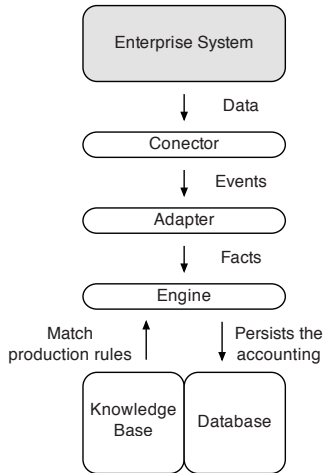 Enterprise System
Data
Conector
Events
Adapter
Facts
Engine
Match
production rules
Persists the
accounting
Knowledge
Base
Database